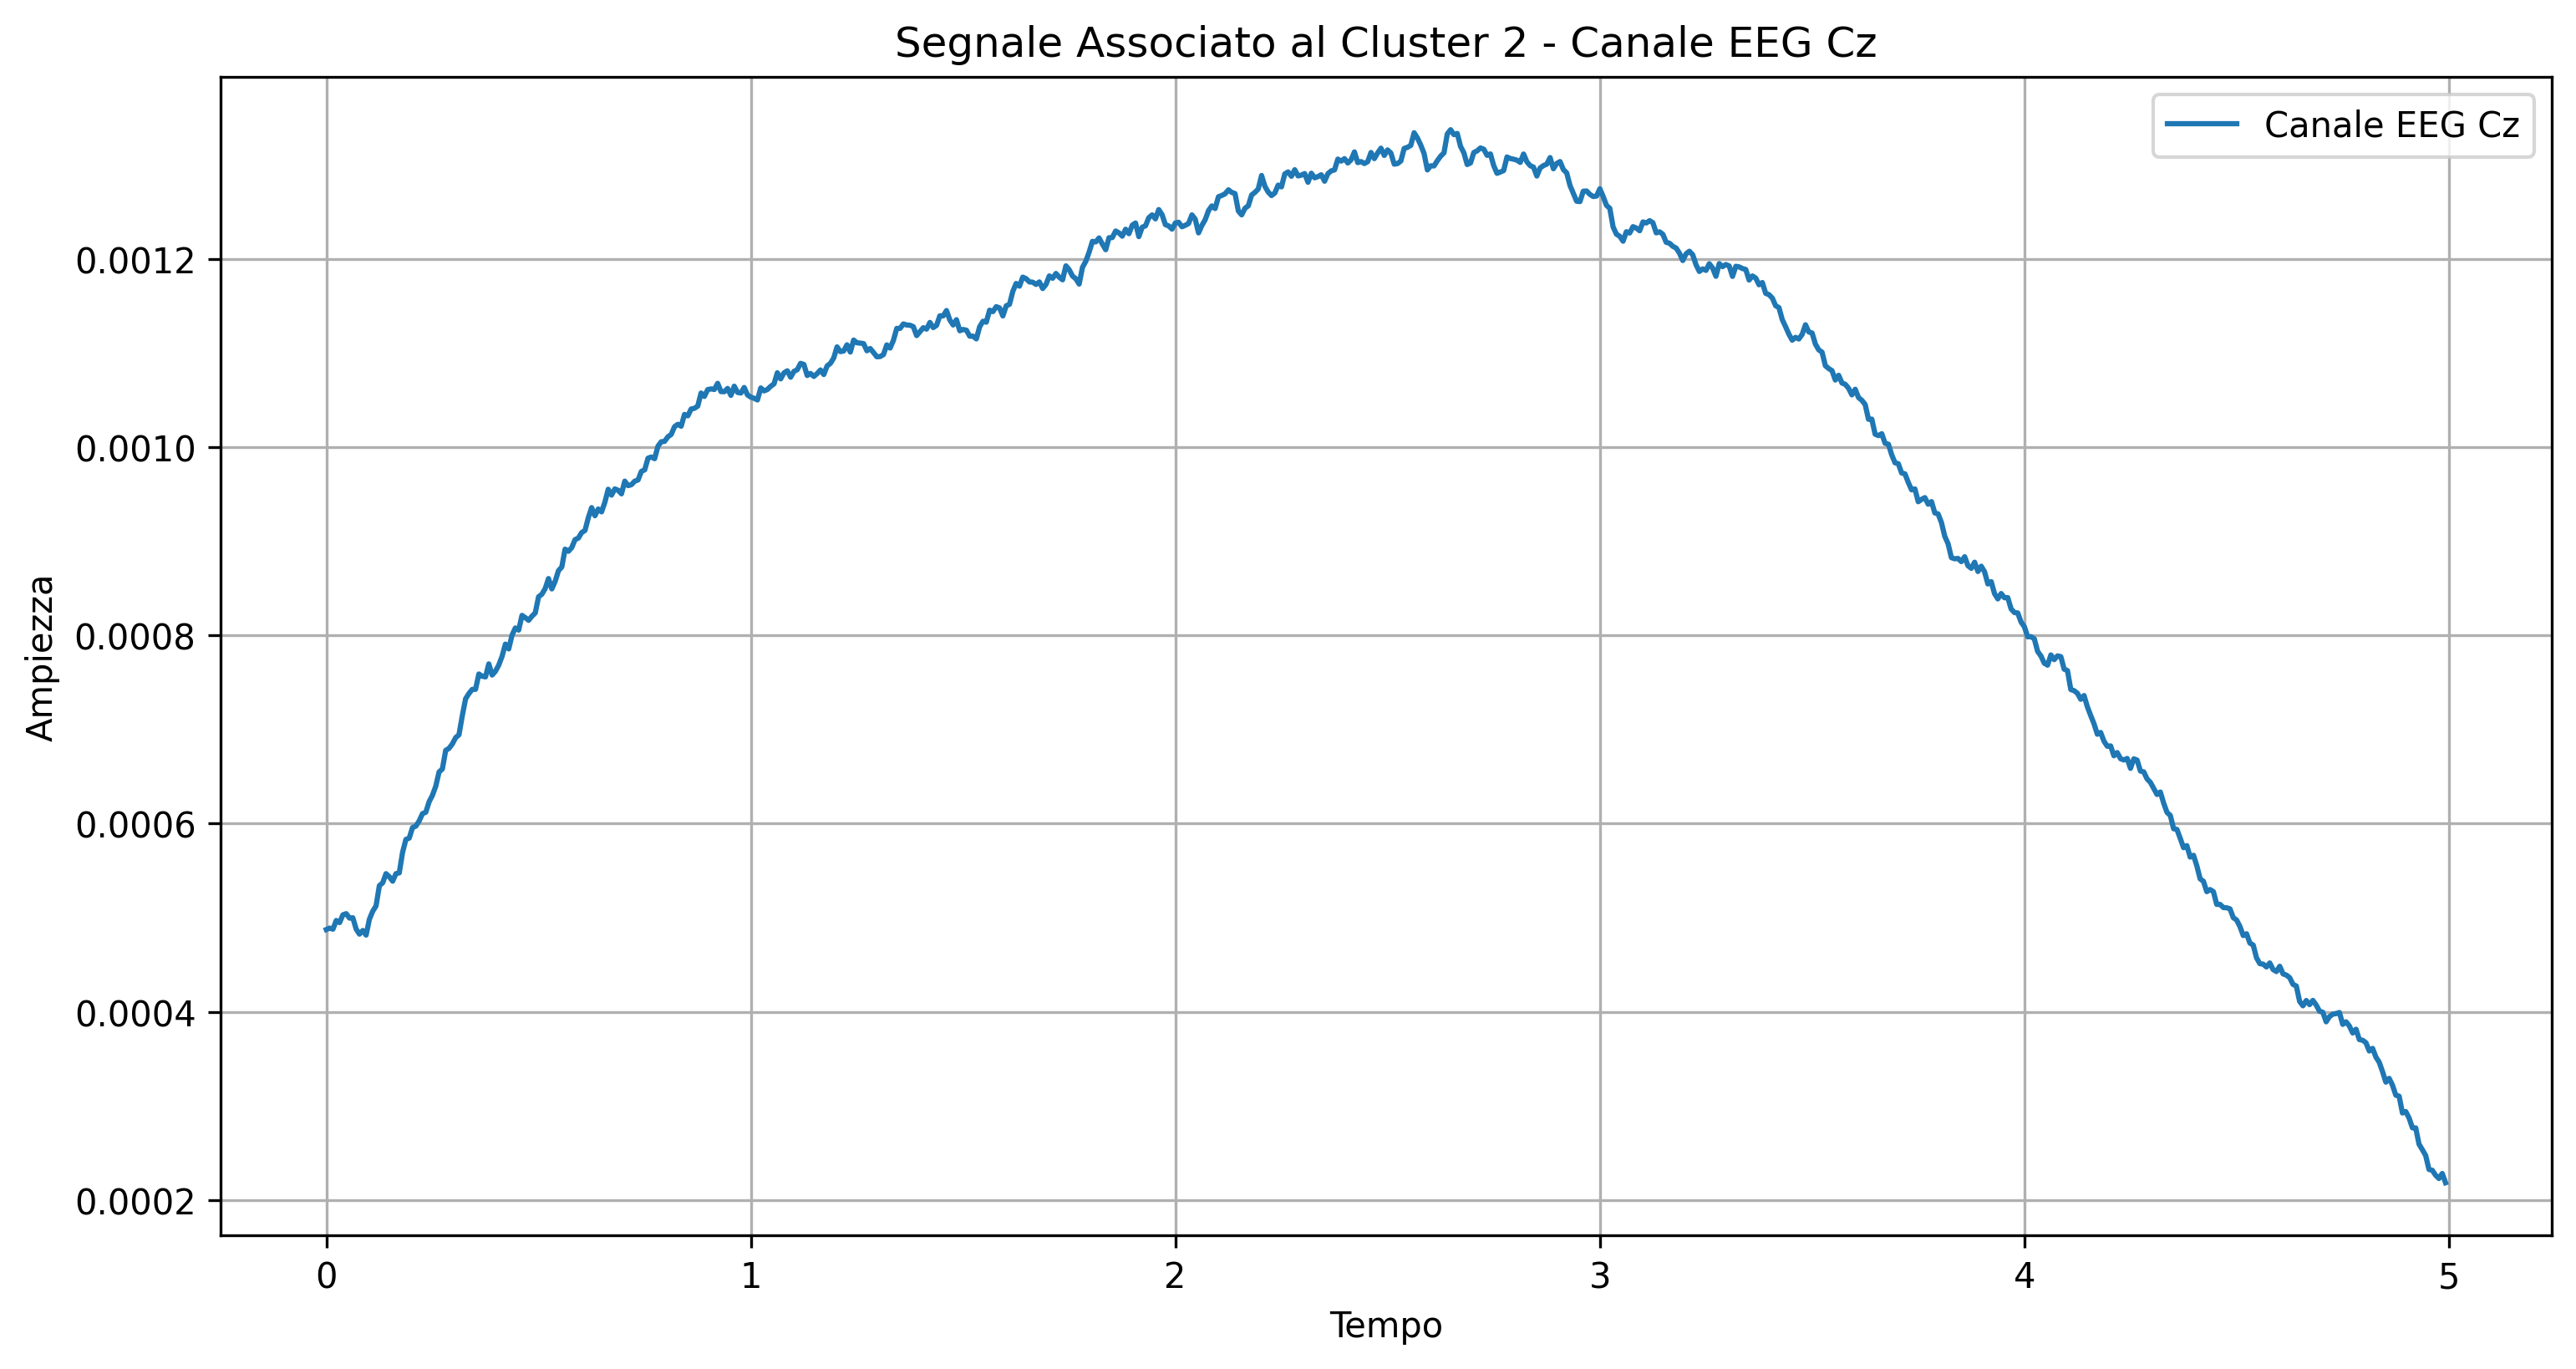 Segnale Associato al Cluster 2 - Canale EEG Cz
Canale EEG Cz
Ampiezza
0.0012
0.0010
0.0008
0.0006
0.0004
0.0002
0 1 2 3 4 5
Tempo